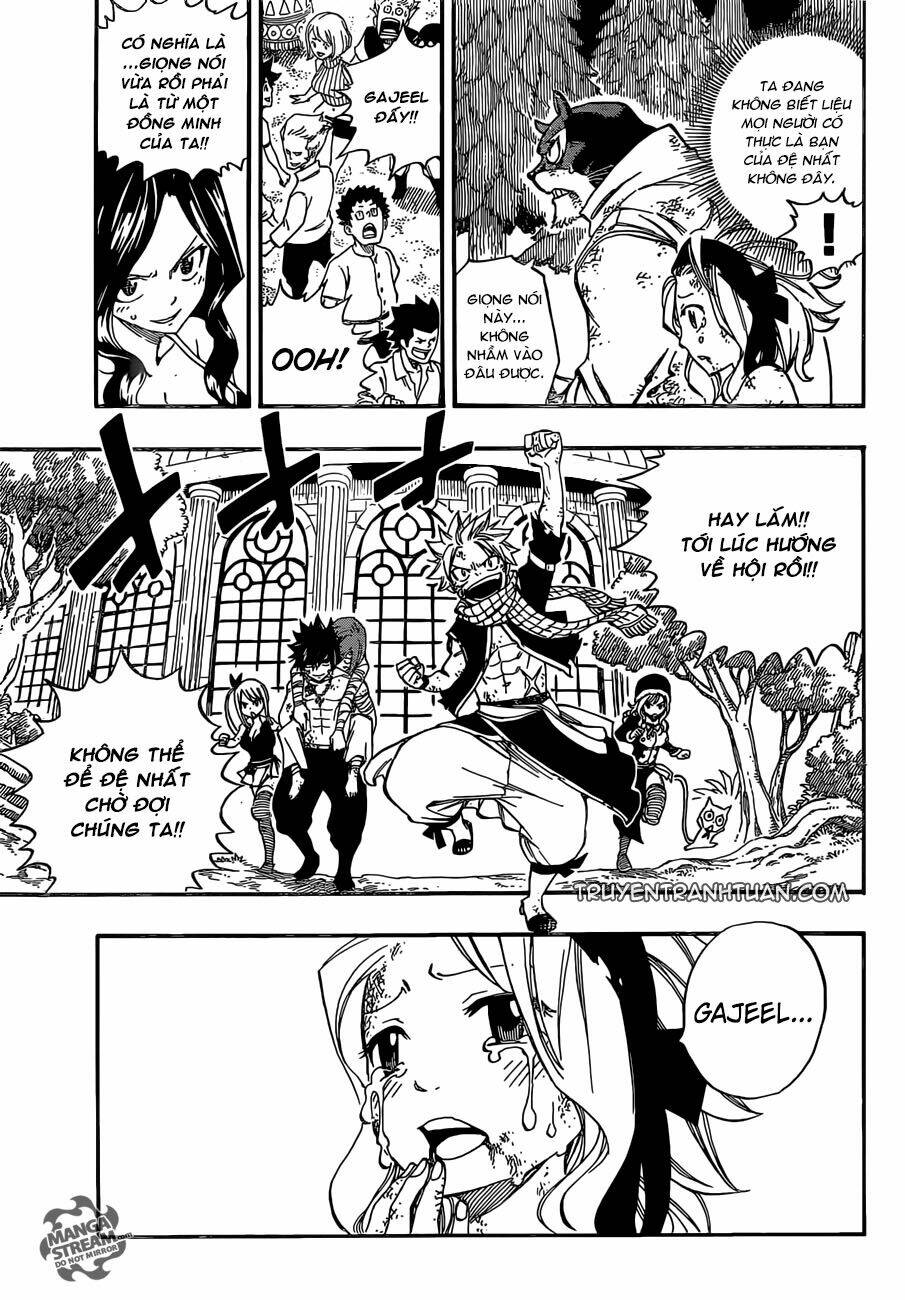 TA ĐANG
KHÔNG BIẾT LIỆU
MỌI NGƯỜI CÓ
THỰC LÀ BẠN
CỦA ĐỆ NHẤT
KHÔNG ĐÂY.
!
GIỌNG NÓI
NÀY...
KHÔNG
NHẦM VÀO
ĐÂU ĐƯỢC.
GAJEEL
ĐẤY!!
OOH!
CÓ NGHĨA LÀ
...GIỌNG NÓI
VỪA RỒI PHẢI
LÀ TỪ MỘT
ĐỒNG MINH
CỦA TA!!
HAY LẮM!!
TỚI LÚC HƯỚNG
VỀ HỘI RỒI!!
KHÔNG THỂ
ĐỂ ĐỆ NHẤT
CHỜ ĐỢI
CHÚNG TA!!
TRUYENTRANHTUAN.COM
GAJEEL...
MANGA
STREAM.com
DO NOT MIRROR